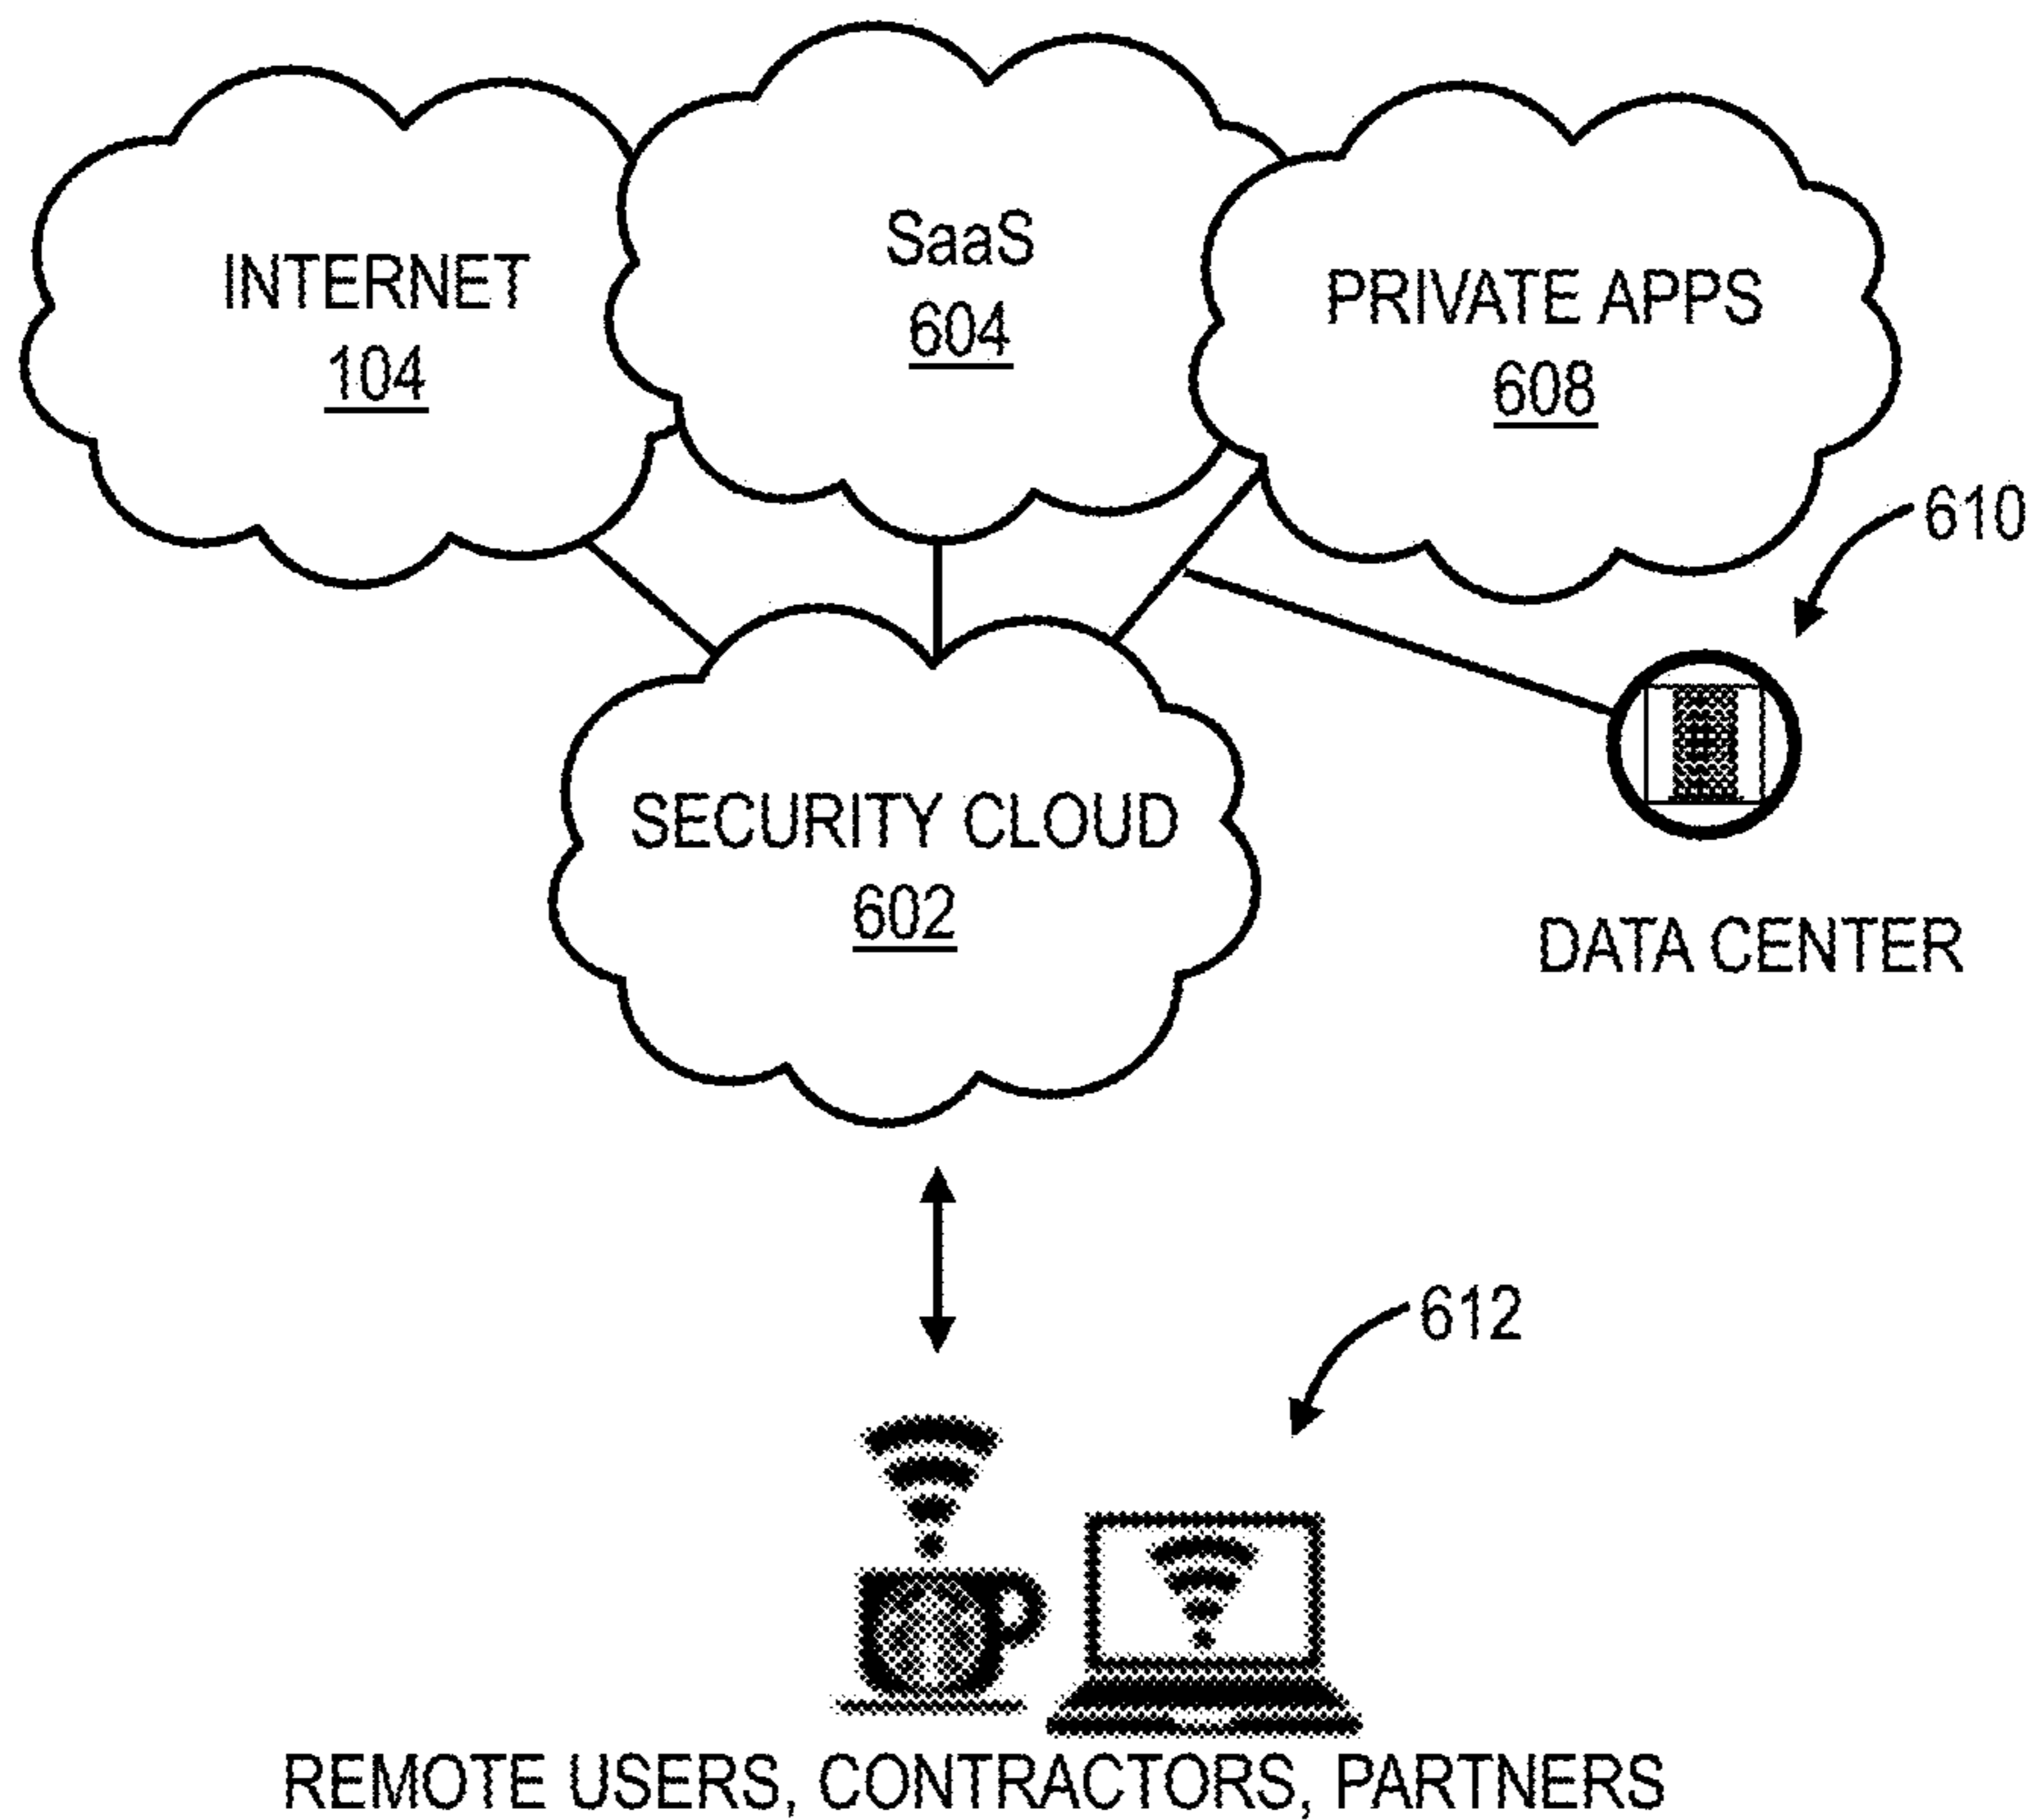 INTERNET
104
SaaS
604
PRIVATE APPS
608
610
SECURITY CLOUD
602
DATA CENTER
612
REMOTE USERS, CONTRACTORS, PARTNERS